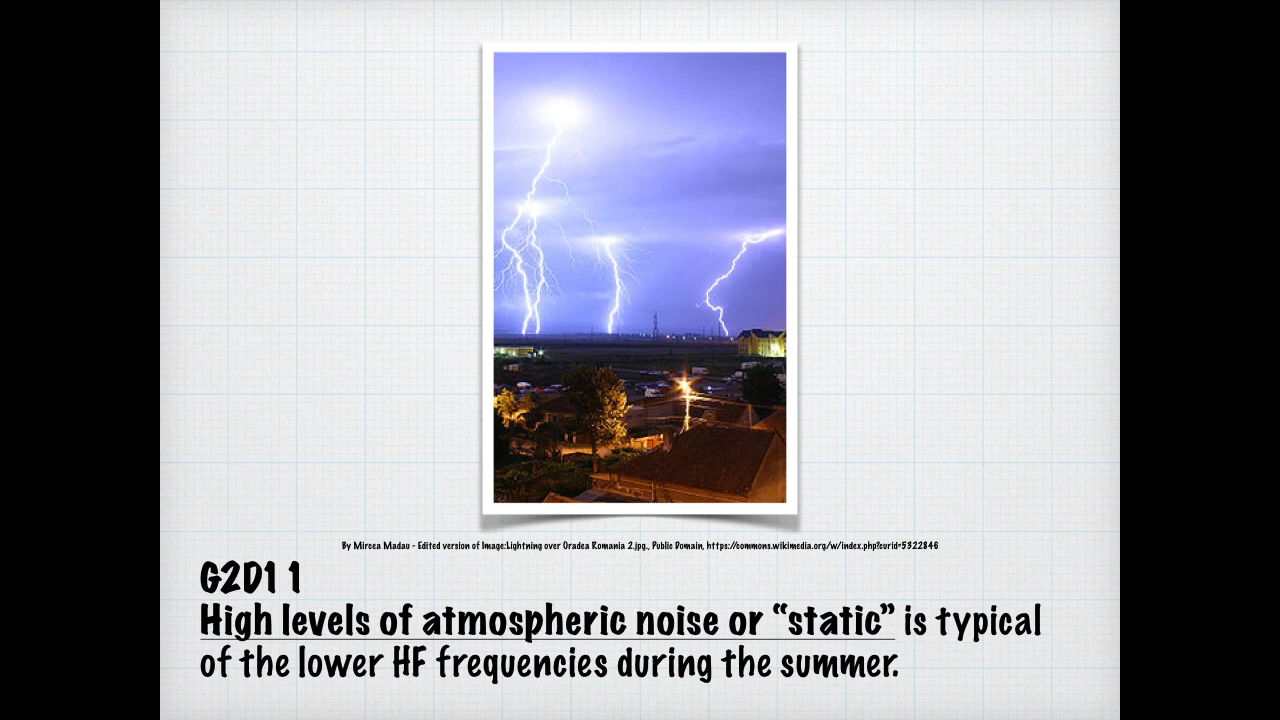 By Mircea Madau - Edited version of Image:Lightning over Oradea Romania 2.jpg., Public Domain, https://commons.wikimedia.org/w/index.php?curid=5322846
G2D1 1
High levels of atmospheric noise or “static” is typical
of the lower HF frequencies during the summer.